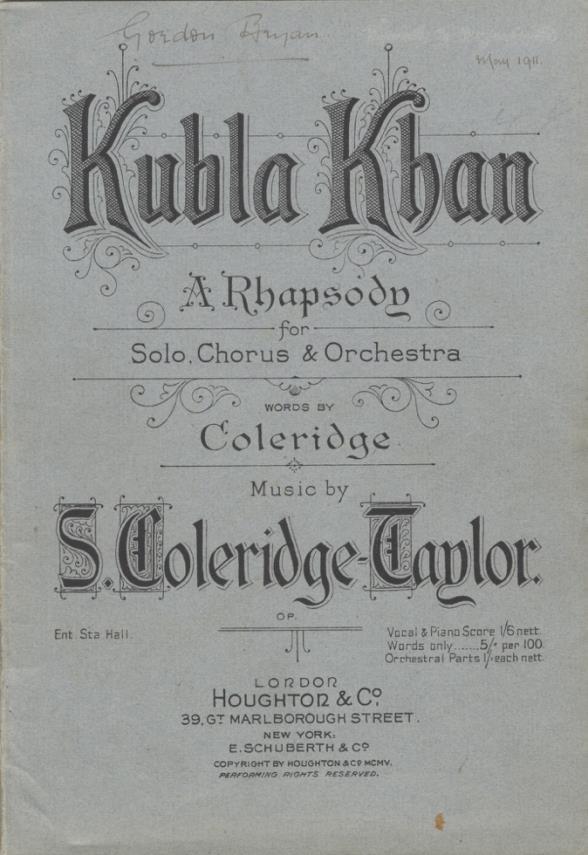 Gordon Bryan
May 1911.
Kubla Khan
A Rhapsody
for
Solo, Chorus & Orchestra
WORDS BY
Coleridge.
Music by
S. Coleridge-Taylor.
OP.
Ent. Sta. Hall.
Vocal & Piano Score 1/6 nett.
Words only.......5/- per 100.
Orchestral Parts 1/- each nett.
LONDON
HOUGHTON & Co.
39, GT MARLBOROUGH STREET.
NEW YORK:
E. SCHUBERTH & Co.
COPYRIGHT BY HOUGHTON & Co. MCMV.
PERFORMING RIGHTS RESERVED.